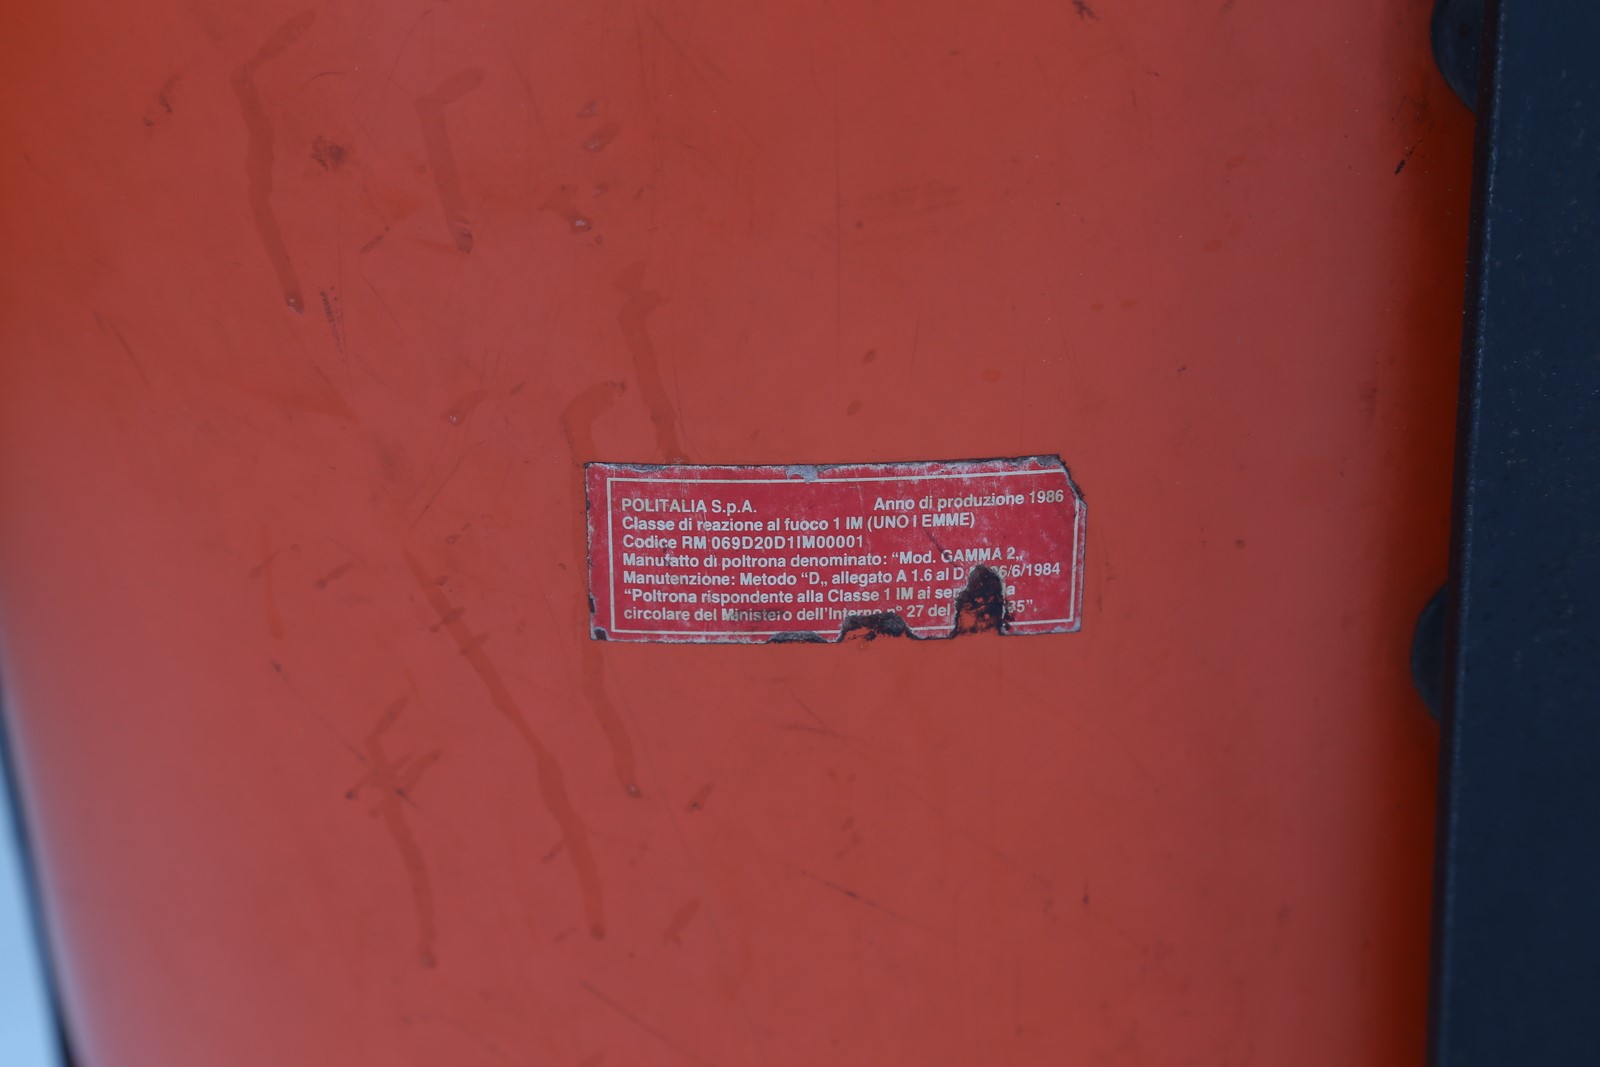 POLITALIA S.p.A. Anno di produzione 1986
Classe di reazione al fuoco 1 IM (UNO I EMME)
Codice RM 069D20D1IM00001
Manufatto di poltrona denominato: “Mod. GAMMA 2„
Manutenzione: Metodo “D„ allegato A 1.6 al 6/6/1984
“Poltrona rispondente alla Classe 1 IM ai
circolare del Ministero dell'Interno n° 27 del